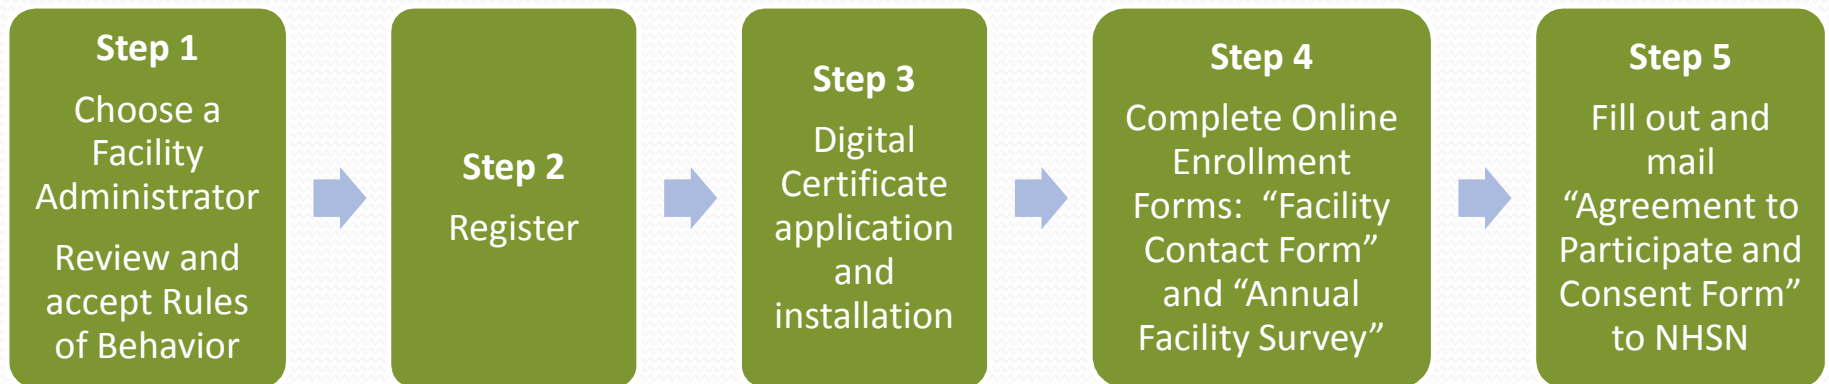 Step 1
Choose a
Facility
Administrator
Review and
accept Rules
of Behavior
Step 2
Register
Step 3
Digital
Certificate
application
and
installation
Step 4
Complete Online
Enrollment
Forms:  “Facility
Contact Form”
and “Annual
Facility Survey”
Step 5
Fill out and
mail
“Agreement to
Participate and
Consent Form”
to NHSN